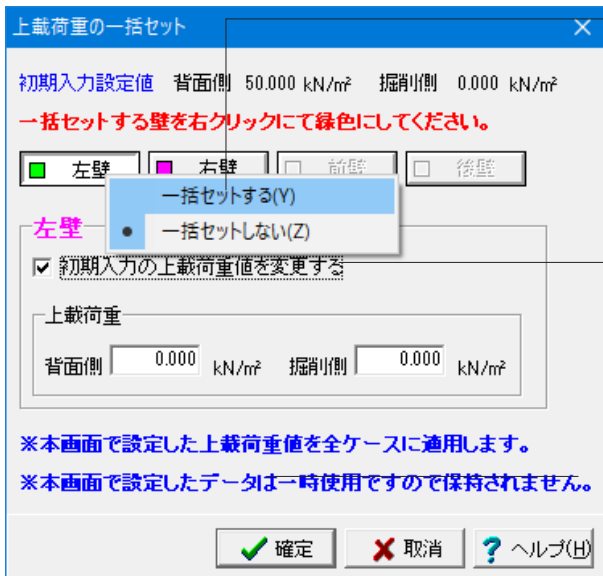 上載荷重の一括セット
初期入力設定値 背面側 50.000 kN/m² 掘削側 0.000 kN/m²
一括セットする壁を右クリックにて緑色にしてください。
左壁 右壁 前壁 後壁
一括セットする(Y)
一括セットしない(Z)
左壁
初期入力の上載荷重値を変更する
上載荷重
背面側 0.000 kN/m² 掘削側 0.000 kN/m²
※本画面で設定した上載荷重値を全ケースに適用します。
※本画面で設定したデータは一時使用ですので保持されません。
確定 取消 ? ヘルプ(H)